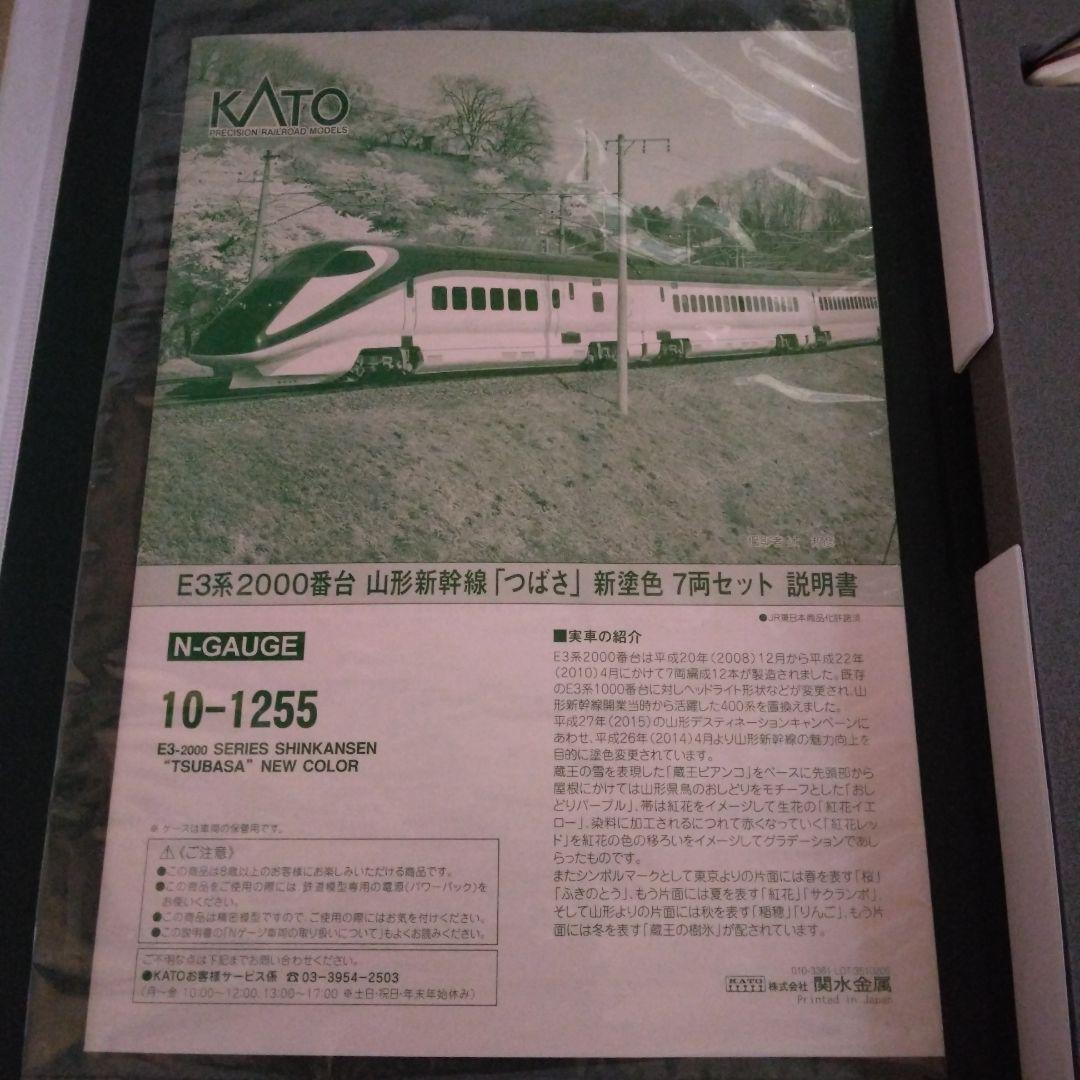 KATO
PRECISION RAILROAD MODELS
E3系2000番台 山形新幹線「つばさ」 新塗色 7両セット 説明書
●JR東日本商品化許諾済
N-GAUGE
10-1255
E3-2000 SERIES SHINKANSEN
"TSUBASA" NEW COLOR
※ ケースは車両の保管用です。
⚠《ご注意》
●この商品は8歳以上のお客様にお楽しみいただける商品です。
●この商品をご使用の際には、鉄道模型専用の電源(パワーパック)を
お使いください。
●この商品は精密模型ですので、ご使用の際にはお気を付けください。
●この説明書の「Nゲージ車両の取り扱いについて」もよくお読みください。
ご不明な点は下記までお問い合わせください。
●KATOお客様サービス係 ☎03-3954-2503
(月〜金 10:00〜12:00、13:00〜17:00 ※土日・祝日・年末年始休み)
■実車の紹介
E3系2000番台は平成20年(2008)12月から平成22年
(2010)4月にかけて7両編成12本が製造されました。既存
のE3系1000番台に対しヘッドライト形状などが変更され、山
形新幹線開業当時から活躍した400系を置換えました。
平成27年(2015)の山形デスティネーションキャンペーンに
あわせ、平成26年(2014)4月より山形新幹線の魅力向上を
目的に塗色変更されています。
蔵王の雪を表現した「蔵王ビアンコ」をベースに先頭部から
屋根にかけては山形県鳥のおしどりをモチーフとした「おし
どりパープル」、帯は紅花をイメージして生花の「紅花イエ
ロー」、染料に加工されるにつれて赤くなっていく「紅花レッ
ド」を紅花の色の移ろいをイメージしてグラデーションであし
らったものです。
またシンボルマークとして東京よりの片面には春を表す「桜」
「ふきのとう」、もう片面には夏を表す「紅花」「サクランボ」、
そして山形よりの片面には秋を表す「稲穂」「りんご」、もう片
面には冬を表す「蔵王の樹氷」が配されています。
KATO 株式会社 関水金属
Printed in Japan